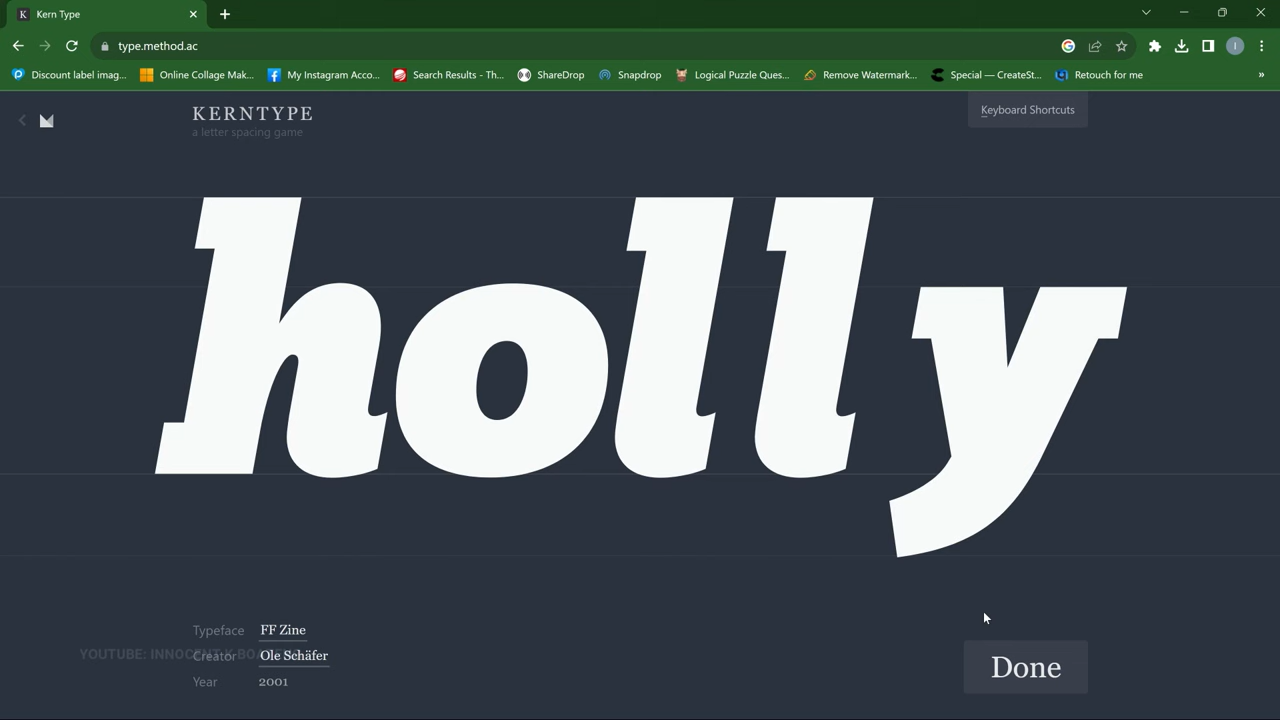 Kern Type
type.method.ac
Discount label imag...
Online Collage Mak...
My Instagram Acco...
Search Results - Th...
ShareDrop
Snapdrop
Logical Puzzle Ques...
Remove Watermark...
Special — CreateSt...
Retouch for me
»
KERNTYPE
a letter spacing game
Keyboard Shortcuts
holly
Typeface FF Zine
Creator Ole Schäfer
Year 2001
YOUTUBE: INNOCENT
Done